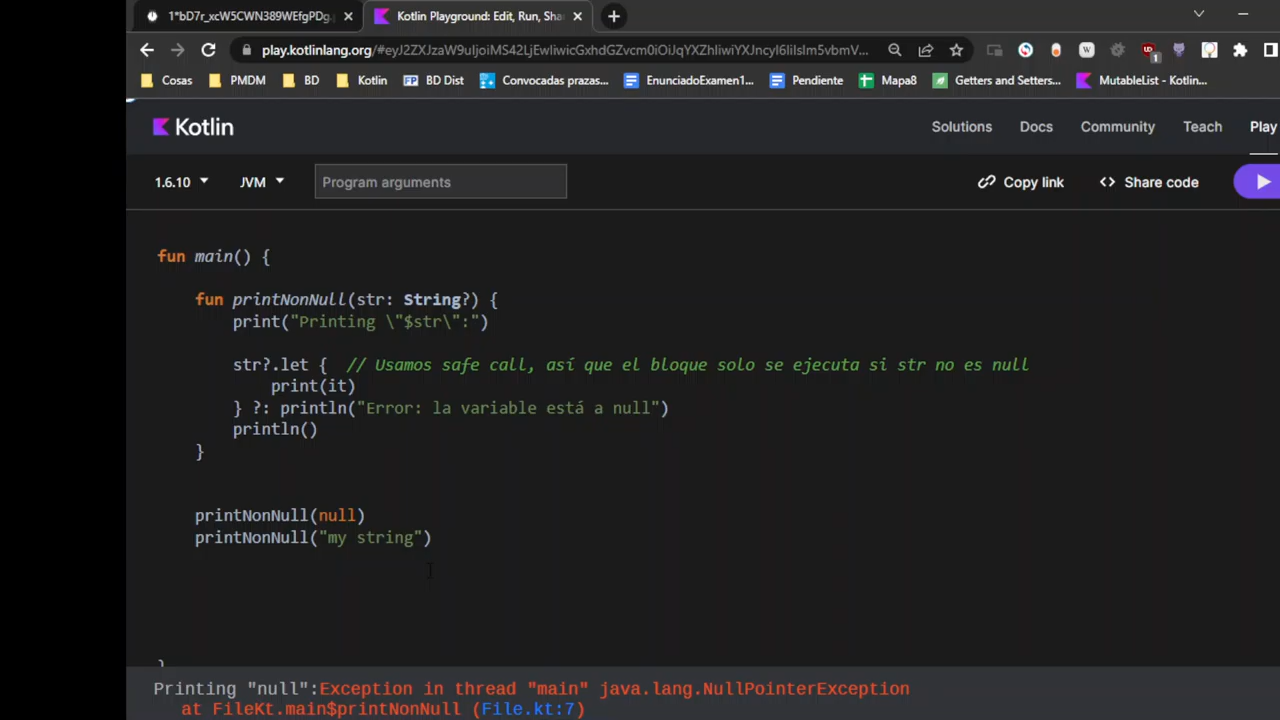 1*bD7r_xcW5CWN389WEfgPDg.
Kotlin Playground: Edit, Run, Sha
play.kotlinlang.org/#eyJ2ZXJzaW9uIjoiMS42LjEwIiwicGxhdGZvcm0iOiJqYXZhIiwiYXJncyI6IiIsIm5vbmV...
Cosas PMDM BD Kotlin BD Dist Convocadas prazas... EnunciadoExamen1... Pendiente Mapa8 Getters and Setters... MutableList - Kotlin...
Kotlin
Solutions Docs Community Teach Play
1.6.10 JVM Program arguments Copy link Share code
fun main() {
fun printNonNull(str: String?) {
print("Printing \"$str\":")
str?.let { // Usamos safe call, así que el bloque solo se ejecuta si str no es null
print(it)
} ?: println("Error: la variable está a null")
println()
}
printNonNull(null)
printNonNull("my string")
}
Printing "null":Exception in thread "main" java.lang.NullPointerException
at FileKt.main$printNonNull (File.kt:7)